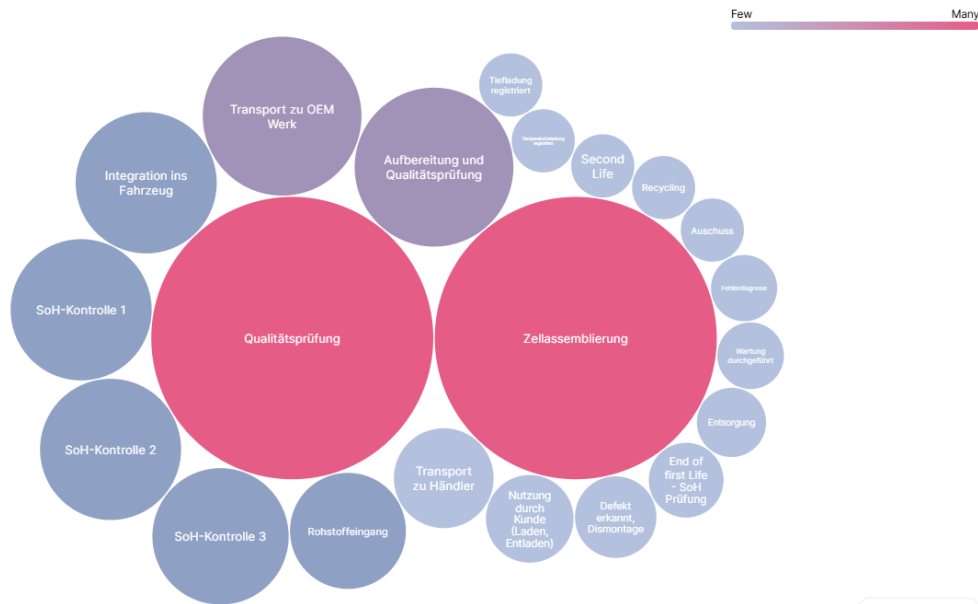 Few
Many
Tiefladung
registriert
Transport zu OEM
Werk
Second
Life
Aufbereitung und
Qualitätsprüfung
Integration ins
Fahrzeug
Recycling
Auschuss
Fehlerdiagnose
SoH-Kontrolle 1
Qualitätsprüfung
Zellassemblierung
Wartung
durchgeführt
Entsorgung
SoH-Kontrolle 2
Transport
zu Händler
End of
first Life
- SoH
Prüfung
Nutzung
durch
Kunde
(Laden,
Entladen)
Defekt
erkannt,
Dismontage
SoH-Kontrolle 3
Rohstoffeingang